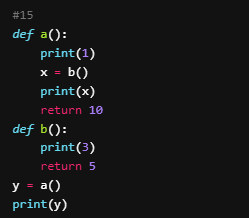 #15
def a():
    print(1)
    x = b()
    print(x)
    return 10
def b():
    print(3)
    return 5
y = a()
print(y)